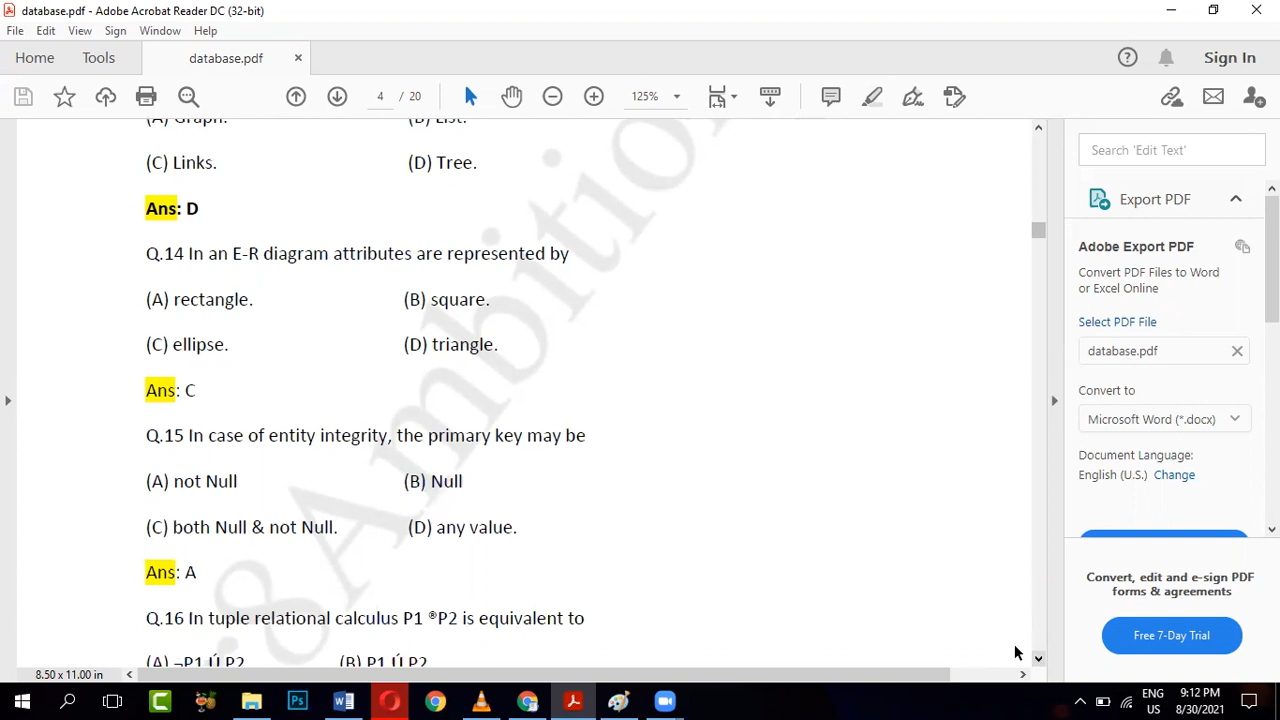 database.pdf - Adobe Acrobat Reader DC (32-bit)
File Edit View Sign Window Help
Home Tools database.pdf Sign In
4 / 20 125%
(A) Graph. (B) List.
(C) Links. (D) Tree.
Ans: D
Q.14 In an E-R diagram attributes are represented by
(A) rectangle. (B) square.
(C) ellipse. (D) triangle.
Ans: C
Q.15 In case of entity integrity, the primary key may be
(A) not Null (B) Null
(C) both Null & not Null. (D) any value.
Ans: A
Q.16 In tuple relational calculus P1 ®P2 is equivalent to
(A) ¬P1 Ú P2 (B) P1 Ú P2
8.50 x 11.00 in
Search 'Edit Text'
Export PDF
Adobe Export PDF
Convert PDF Files to Word
or Excel Online
Select PDF File
database.pdf
Convert to
Microsoft Word (*.docx)
Document Language:
English (U.S.) Change
Convert, edit and e-sign PDF
forms & agreements
Free 7-Day Trial
ENG 9:12 PM
US 8/30/2021